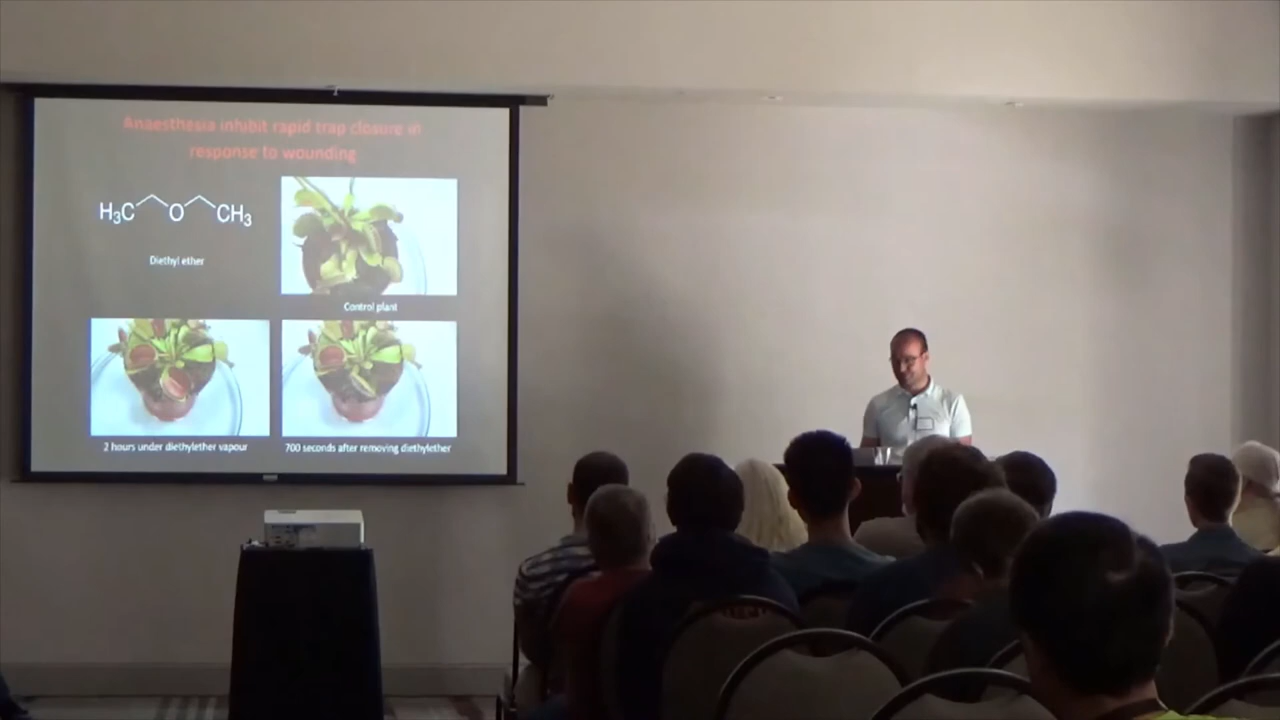 Anaesthesia inhibit rapid trap closure in
response to wounding
H3C O CH3
Diethyl ether
Control plant
2 hours under diethylether vapour
700 seconds after removing diethylether